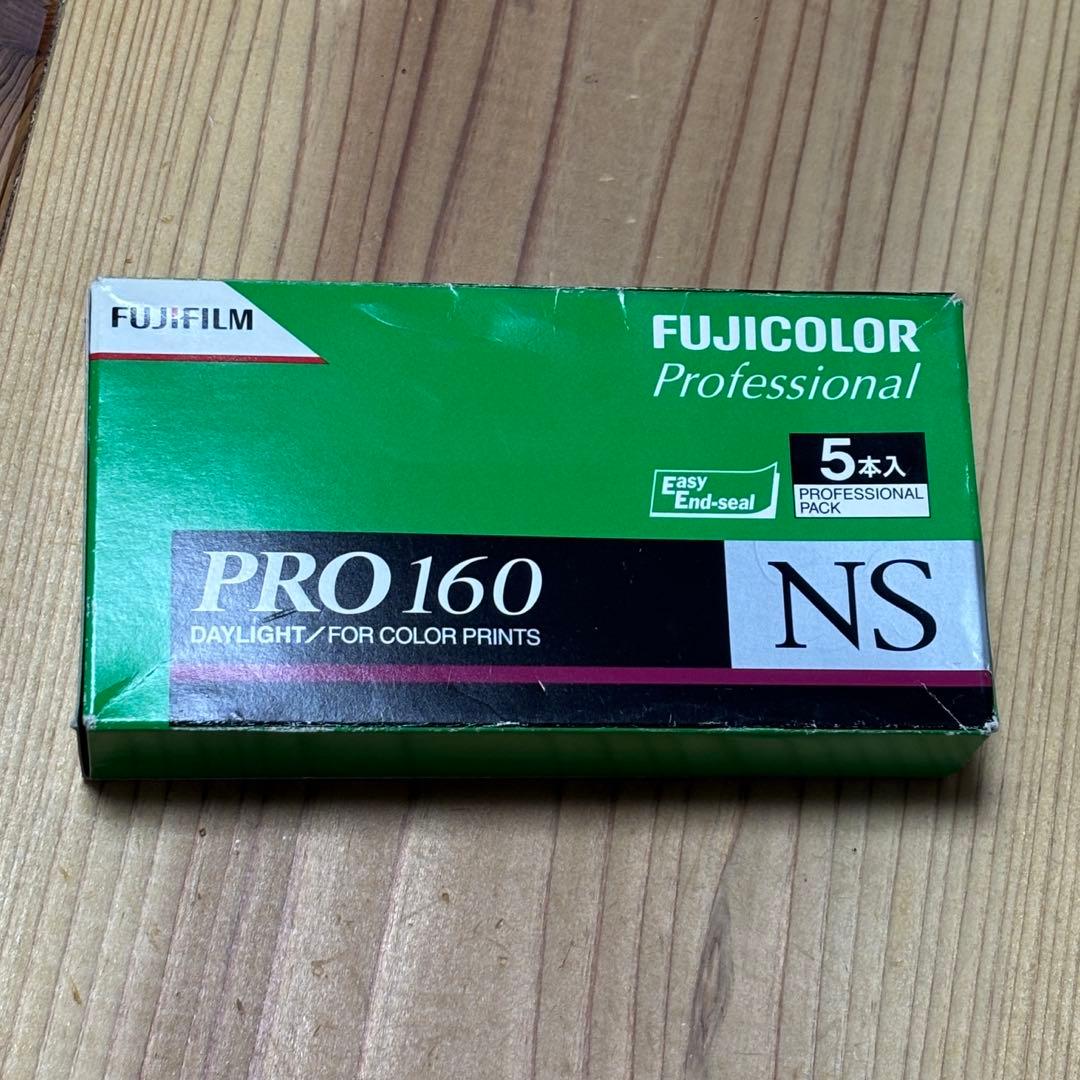 FUJIFILM
FUJICOLOR
Professional
5本入
PROFESSIONAL
PACK
Easy
End-seal
PRO 160
DAYLIGHT/FOR COLOR PRINTS
NS